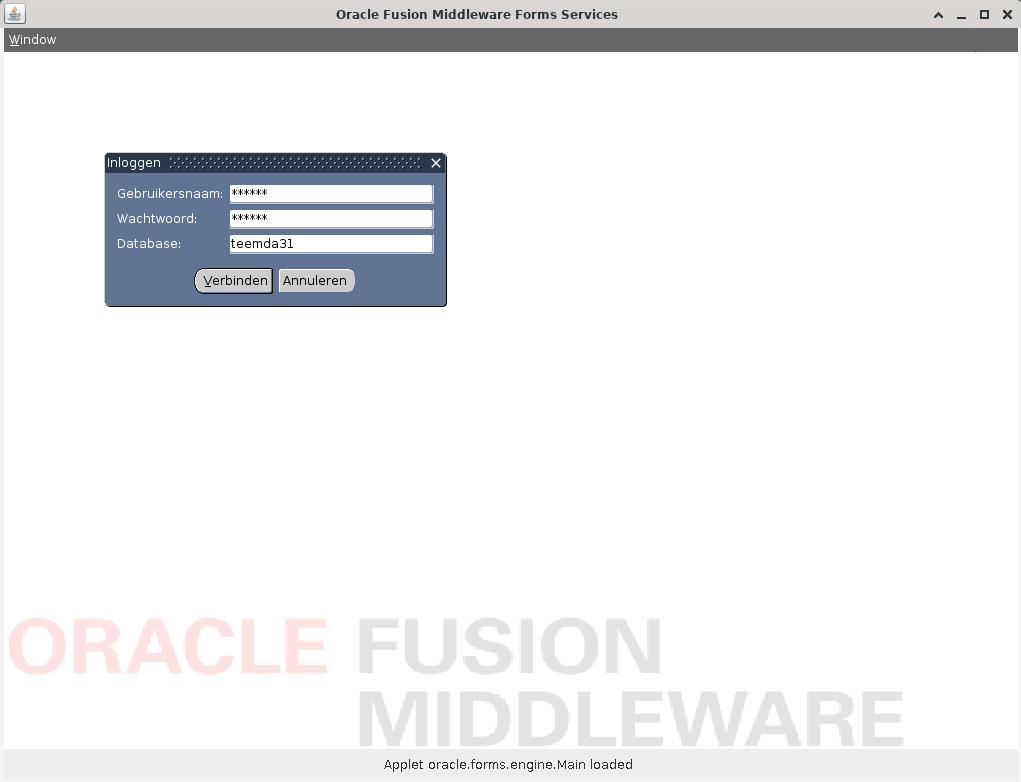 Oracle Fusion Middleware Forms Services
Window
Inloggen
Gebruikersnaam: ******
Wachtwoord: ******
Database: teemda31
Verbinden Annuleren
ORACLE FUSION
MIDDLEWARE
Applet oracle.forms.engine.Main loaded